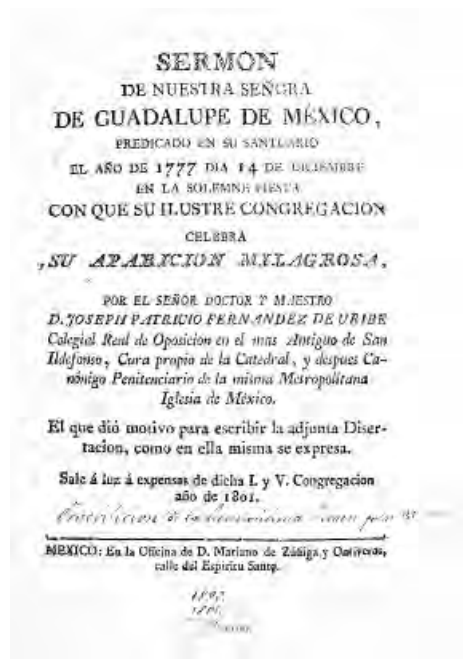 SERMON
DE NUESTRA SEÑORA
DE GUADALUPE DE MÉXICO,
PREDICADO EN SU SANTUARIO
EL AÑO DE 1777 DIA 14 DE DICIEMBRE
EN LA SOLEMNE FIESTA
CON QUE SU ILUSTRE CONGREGACION
CELEBRA
SU APARICION MILAGROSA,
POR EL SEÑOR DOCTOR Y MAESTRO
D. JOSEPH PATRICIO FERNANDEZ DE URIBE
Colegial Real de Oposicion en el mas Antiguo de San
Ildefonso, Cura propio de la Catedral, y despues Ca-
nónigo Penitenciario de la misma Metropolitana
Iglesia de México.
El que dió motivo para escribir la adjunta Diser-
tacion, como en ella misma se expresa.
Sale á luz á expensas de dicha I. y V. Congregacion
año de 1801.
de la
MEXICO: En la Oficina de D. Mariano de Zúñiga y Ontiveros,
calle del Espiritu Santo.